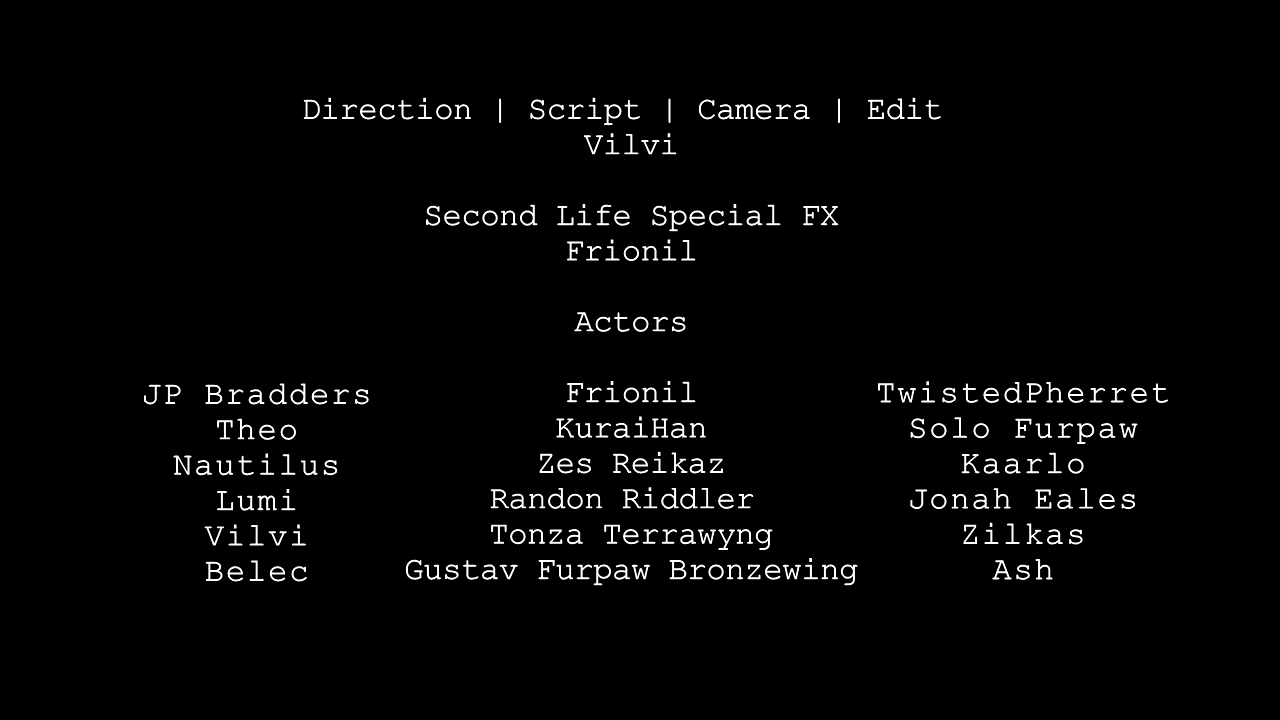 Direction | Script | Camera | Edit
Vilvi
Second Life Special FX
Frionil
Actors
JP Bradders
Theo
Nautilus
Lumi
Vilvi
Belec
Frionil
KuraiHan
Zes Reikaz
Randon Riddler
Tonza Terrawyng
Gustav Furpaw Bronzewing
TwistedPherret
Solo Furpaw
Kaarlo
Jonah Eales
Zilkas
Ash